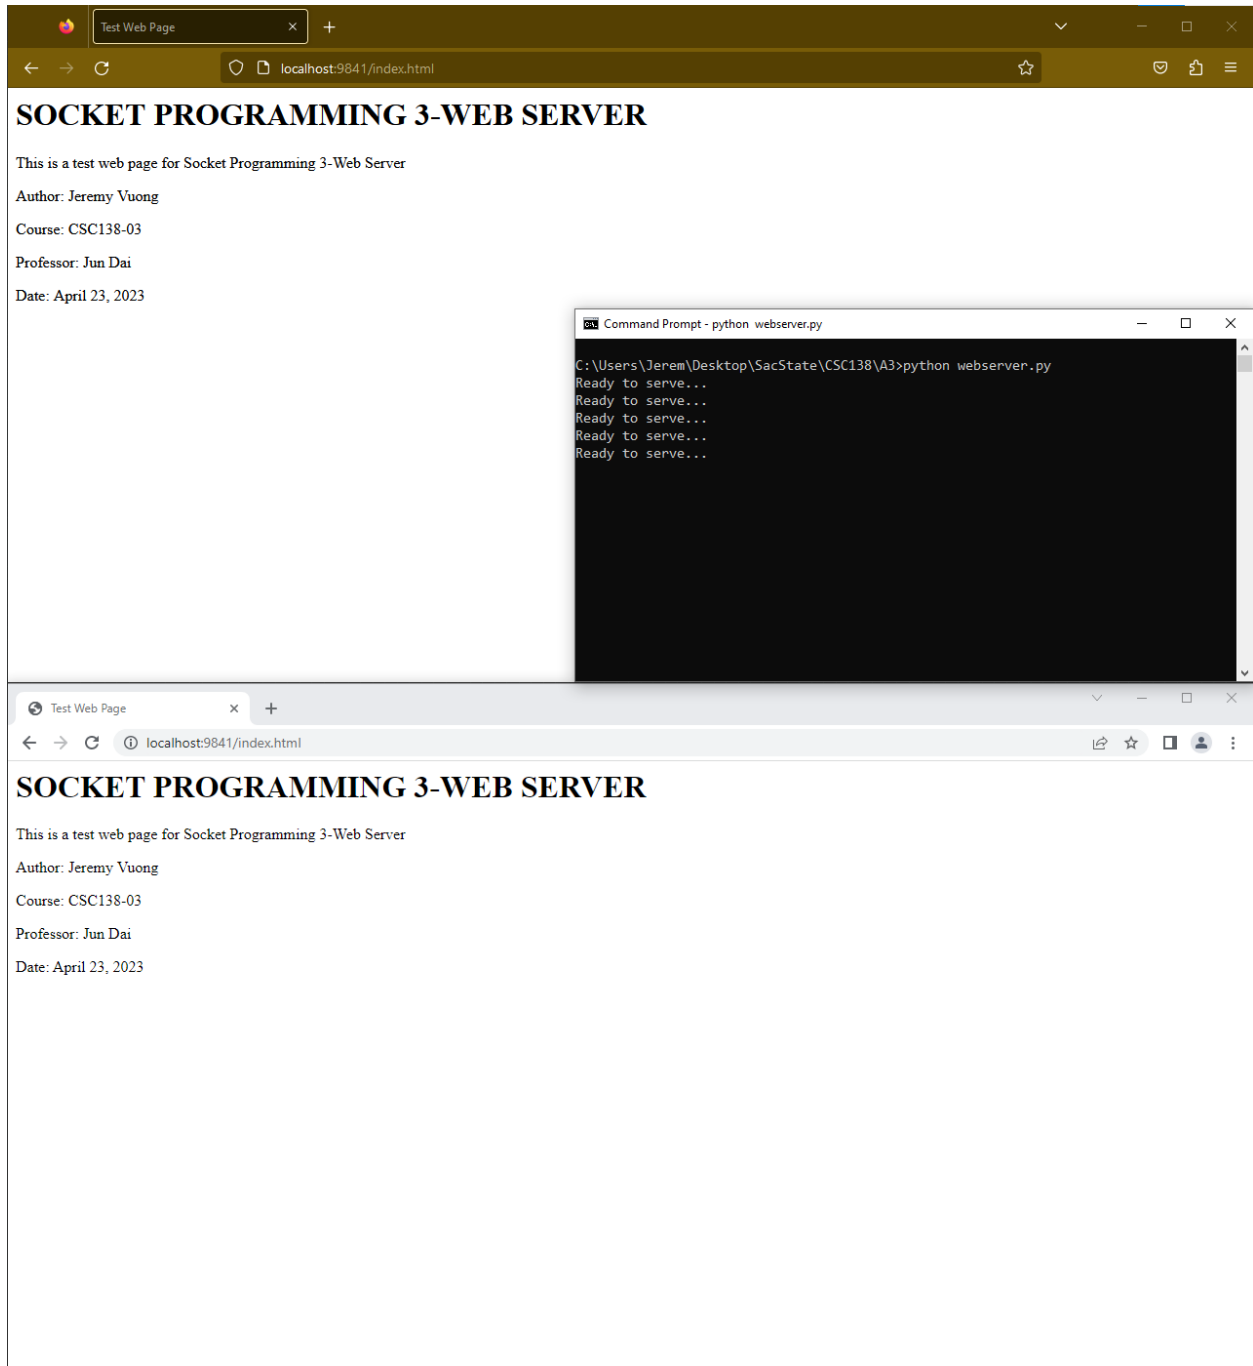 Test Web Page
localhost:9841/index.html
SOCKET PROGRAMMING 3-WEB SERVER
This is a test web page for Socket Programming 3-Web Server
Author: Jeremy Vuong
Course: CSC138-03
Professor: Jun Dai
Date: April 23, 2023
Command Prompt - python  webserver.py
C:\Users\Jerem\Desktop\SacState\CSC138\A3>python webserver.py
Ready to serve...
Ready to serve...
Ready to serve...
Ready to serve...
Ready to serve...
Test Web Page
localhost:9841/index.html
SOCKET PROGRAMMING 3-WEB SERVER
This is a test web page for Socket Programming 3-Web Server
Author: Jeremy Vuong
Course: CSC138-03
Professor: Jun Dai
Date: April 23, 2023